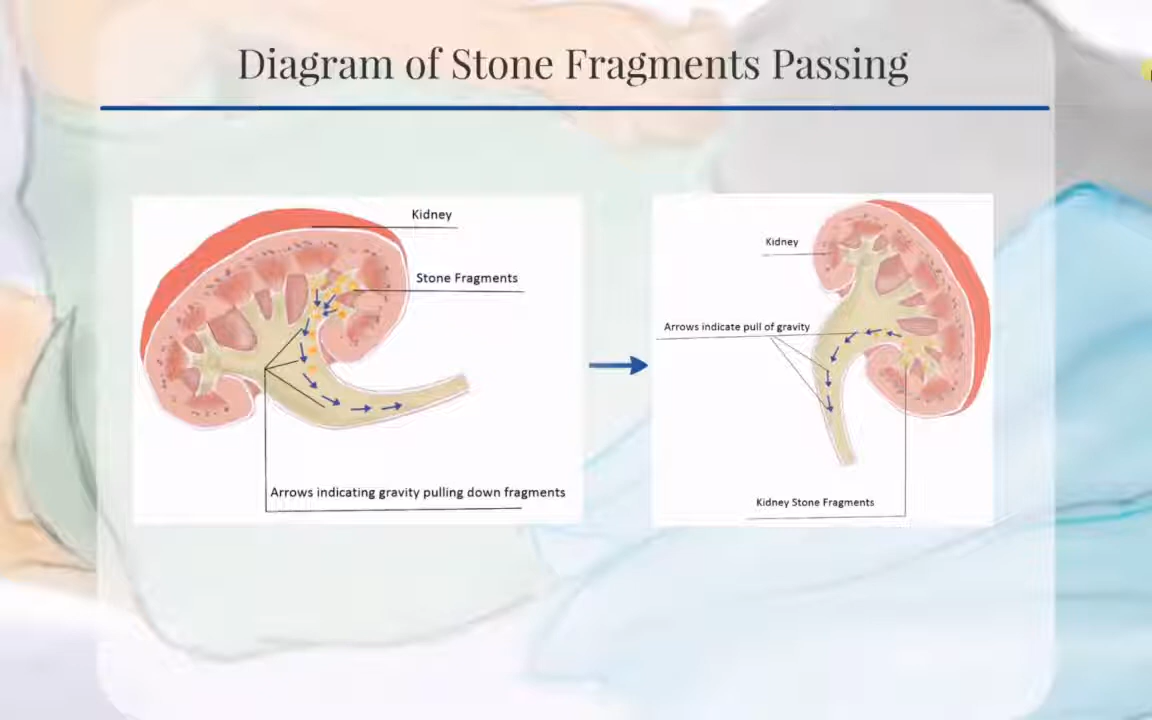 Diagram of Stone Fragments Passing
Kidney
Stone Fragments
Arrows indicating gravity pulling down fragments
Kidney
Arrows indicate pull of gravity
Kidney Stone Fragments